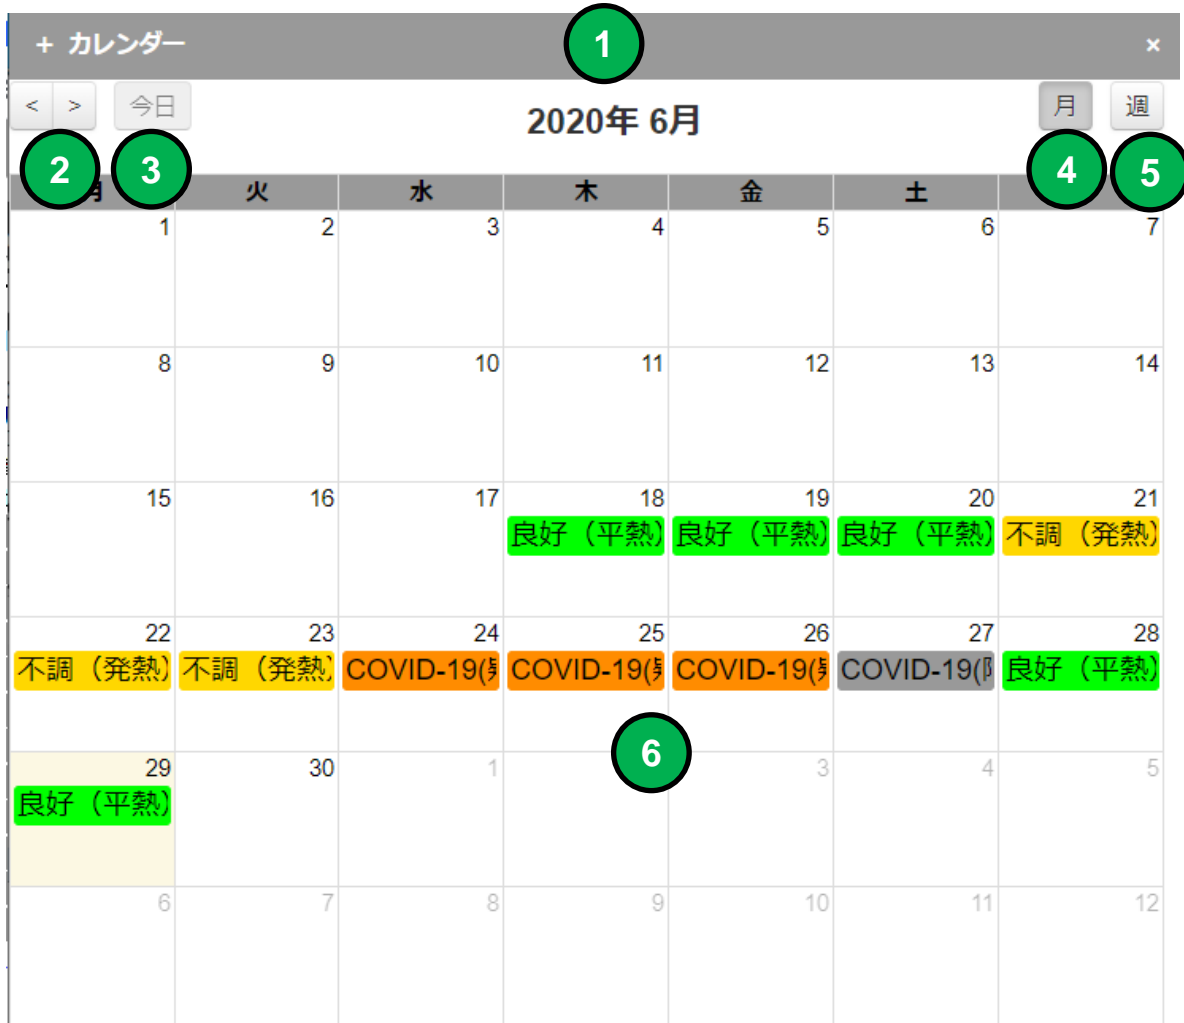 + カレンダー 1 ×
< > 今日 2020年 6月 月 週
2 3 4 5
火 水 木 金 土
1 2 3 4 5 6 7
8 9 10 11 12 13 14
15 16 17 18 19 20 21
良好（平熱） 良好（平熱） 良好（平熱） 不調（発熱）
22 23 24 25 26 27 28
不調（発熱） 不調（発熱） COVID-19( COVID-19( COVID-19( COVID-19( 良好（平熱）
6
29 30 1 3 4 5
良好（平熱）
6 7 8 9 10 11 12